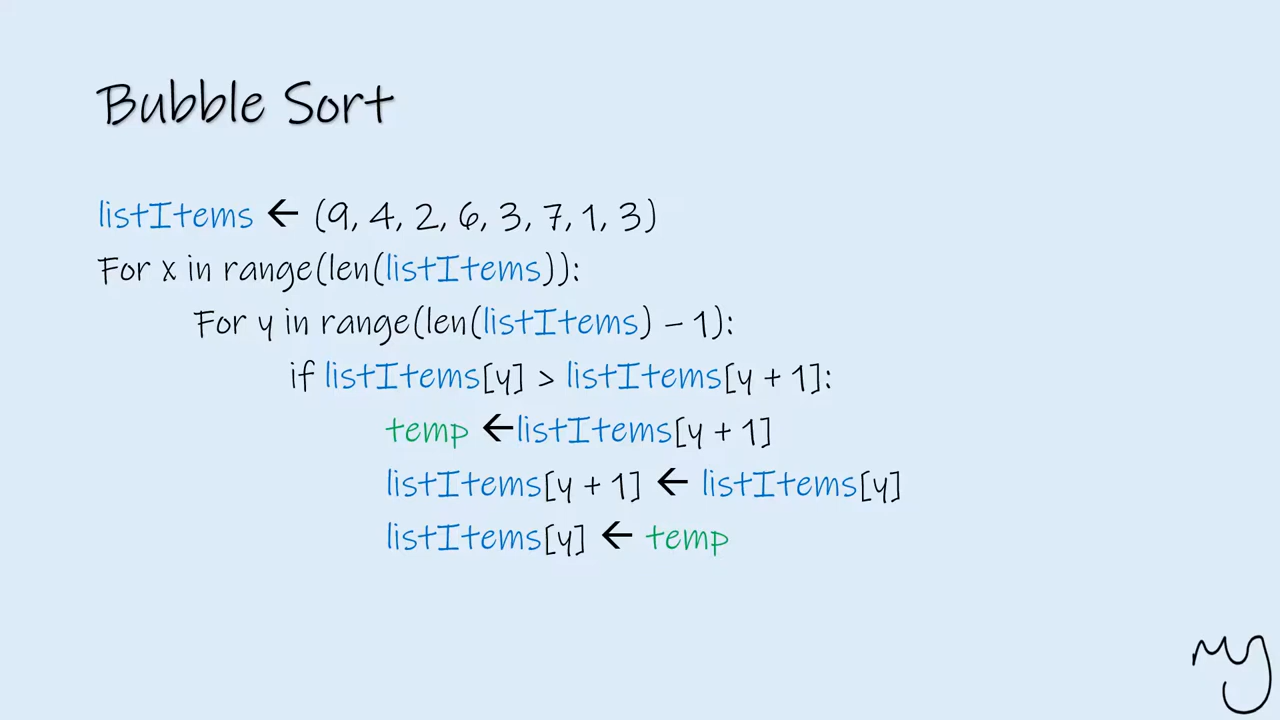 Bubble Sort
listItems ← (9, 4, 2, 6, 3, 7, 1, 3)
For x in range(len(listItems)):
For y in range(len(listItems) – 1):
if listItems[y] > listItems[y + 1]:
temp ←listItems[y + 1]
listItems[y + 1] ← listItems[y]
listItems[y] ← temp